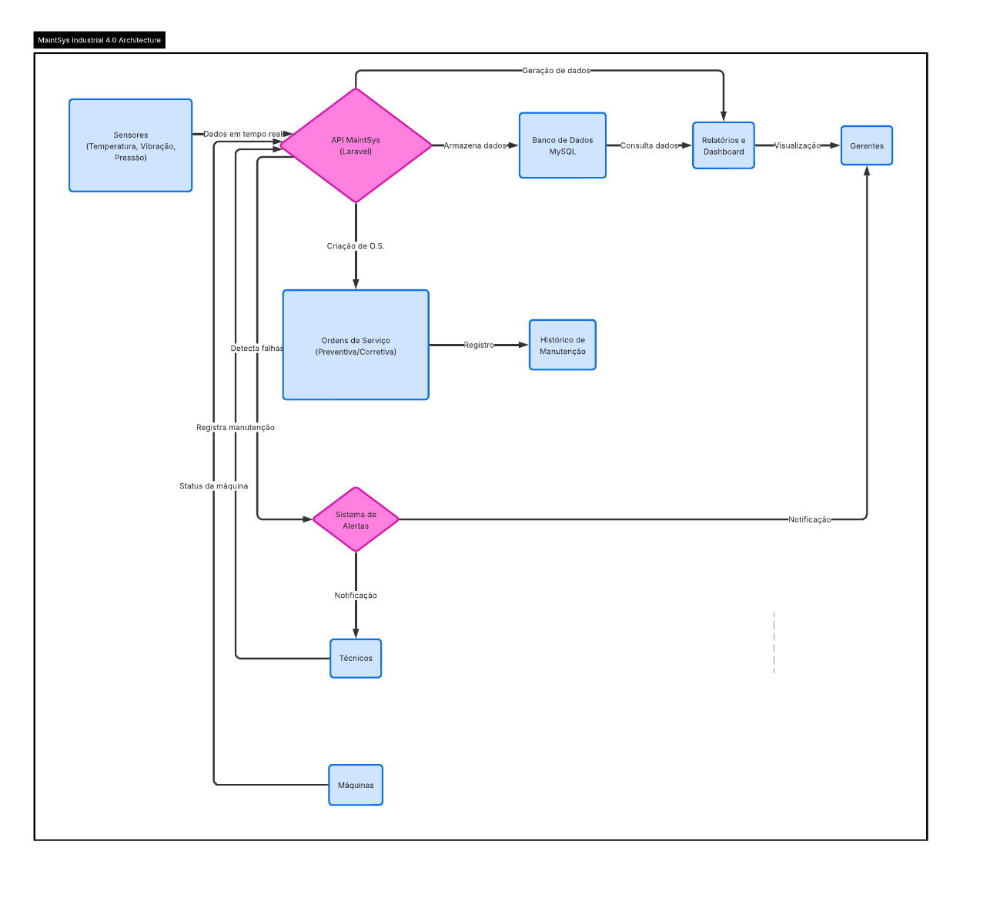 MaintSys Industrial 4.0 Architecture
Geração de dados
Sensores
(Temperatura, Vibração,
Pressão)
Dados em tempo real
API MaintSys
(Laravel)
Armazena dados
Banco de Dados
MySQL
Consulta dados
Relatórios e
Dashboard
Visualização
Gerentes
Criação de O.S.
Detecta falhas
Ordens de Serviço
(Preventiva/Corretiva)
Registro
Histórico de
Manutenção
Registra manutenção
Status da máquina
Sistema de
Alertas
Notificação
Notificação
Técnicos
Máquinas